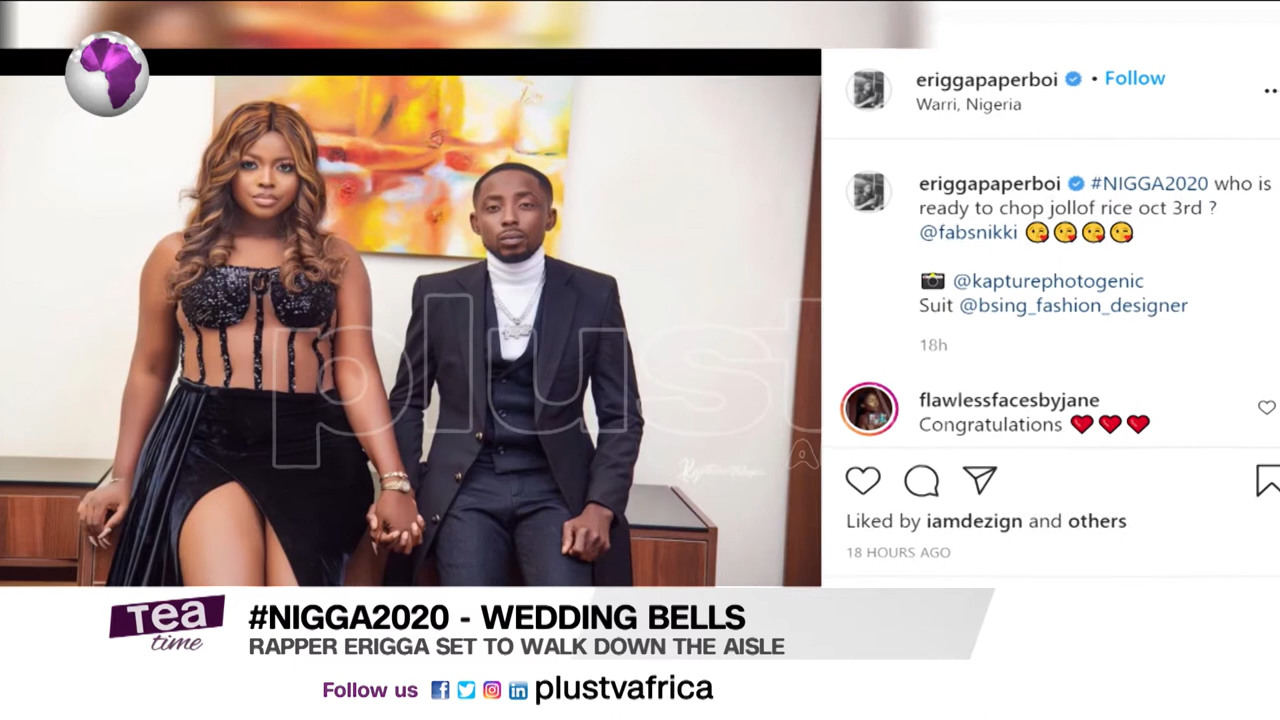 eriggapaperboi • Follow
Warri, Nigeria
eriggapaperboi #NIGGA2020 who is
ready to chop jollof rice oct 3rd ?
@fabsnikki 😘😘😘😘
📸 @kapturephotogenic
Suit @bsing_fashion_designer
18h
flawlessfacesbyjane
Congratulations ❤️❤️❤️
Liked by iamdezign and others
18 HOURS AGO
plust
A
Tea
time
#NIGGA2020 - WEDDING BELLS
RAPPER ERIGGA SET TO WALK DOWN THE AISLE
Follow us plustvafrica